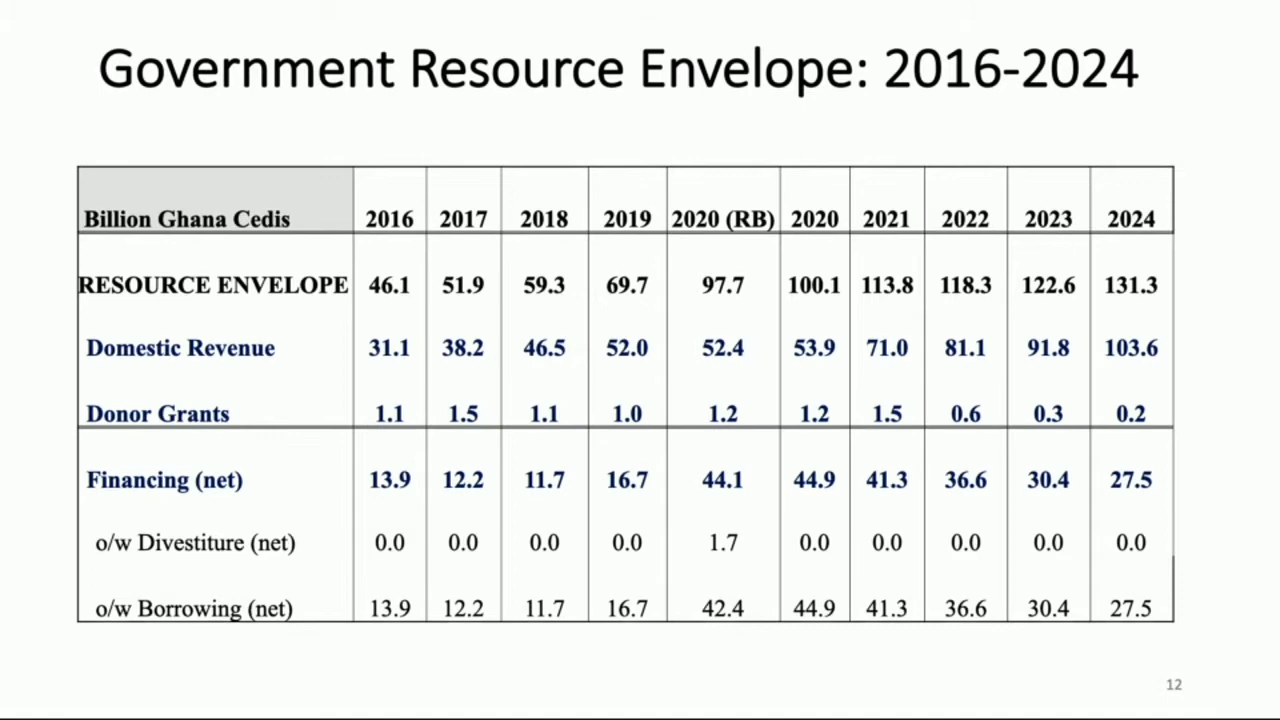 Government Resource Envelope: 2016-2024
Billion Ghana Cedis 2016 2017 2018 2019 2020 (RB) 2020 2021 2022 2023 2024
RESOURCE ENVELOPE 46.1 51.9 59.3 69.7 97.7 100.1 113.8 118.3 122.6 131.3
Domestic Revenue 31.1 38.2 46.5 52.0 52.4 53.9 71.0 81.1 91.8 103.6
Donor Grants 1.1 1.5 1.1 1.0 1.2 1.2 1.5 0.6 0.3 0.2
Financing (net) 13.9 12.2 11.7 16.7 44.1 44.9 41.3 36.6 30.4 27.5
o/w Divestiture (net) 0.0 0.0 0.0 0.0 1.7 0.0 0.0 0.0 0.0 0.0
o/w Borrowing (net) 13.9 12.2 11.7 16.7 42.4 44.9 41.3 36.6 30.4 27.5
12